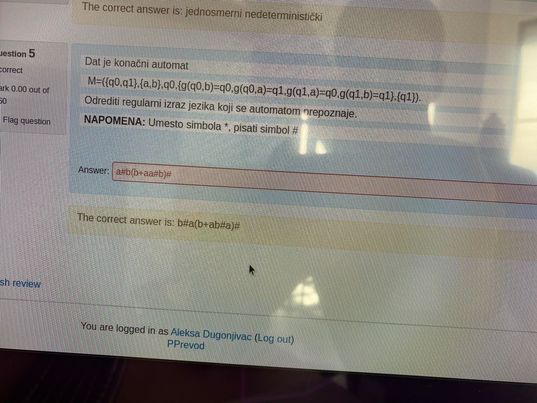 The correct answer is: jednosmerni nedeterministički
uestion 5
correct
ark 0.00 out of
50
Flag question
Dat je konačni automat
M=({q0,q1},{a,b},q0,{g(q0,b)=q0,g(q0,a)=q1,g(q1,a)=q0,g(q1,b)=q1},{q1}).
Odrediti regularni izraz jezika koji se automatom prepoznaje.
NAPOMENA: Umesto simbola *, pisati simbol #
Answer: a#b(b+aa#b)#
The correct answer is: b#a(b+ab#a)#
sh review
You are logged in as Aleksa Dugonjivac (Log out)
PPrevod